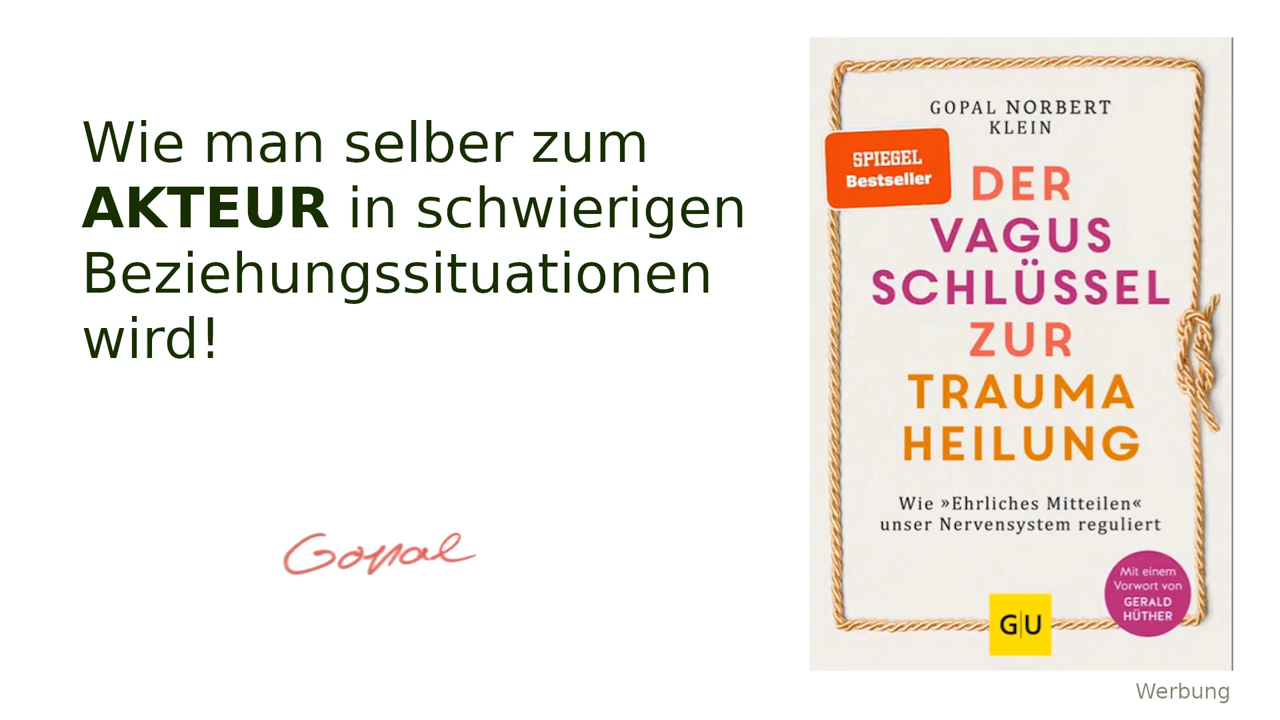 Wie man selber zum
AKTEUR in schwierigen
Beziehungssituationen
wird!
Gopal
GOPAL NORBERT
KLEIN
SPIEGEL
Bestseller
DER
VAGUS
SCHLÜSSEL
ZUR
TRAUMA
HEILUNG
Wie »Ehrliches Mitteilen«
unser Nervensystem reguliert
Mit einem
Vorwort von
GERALD
HÜTHER
G|U
Werbung